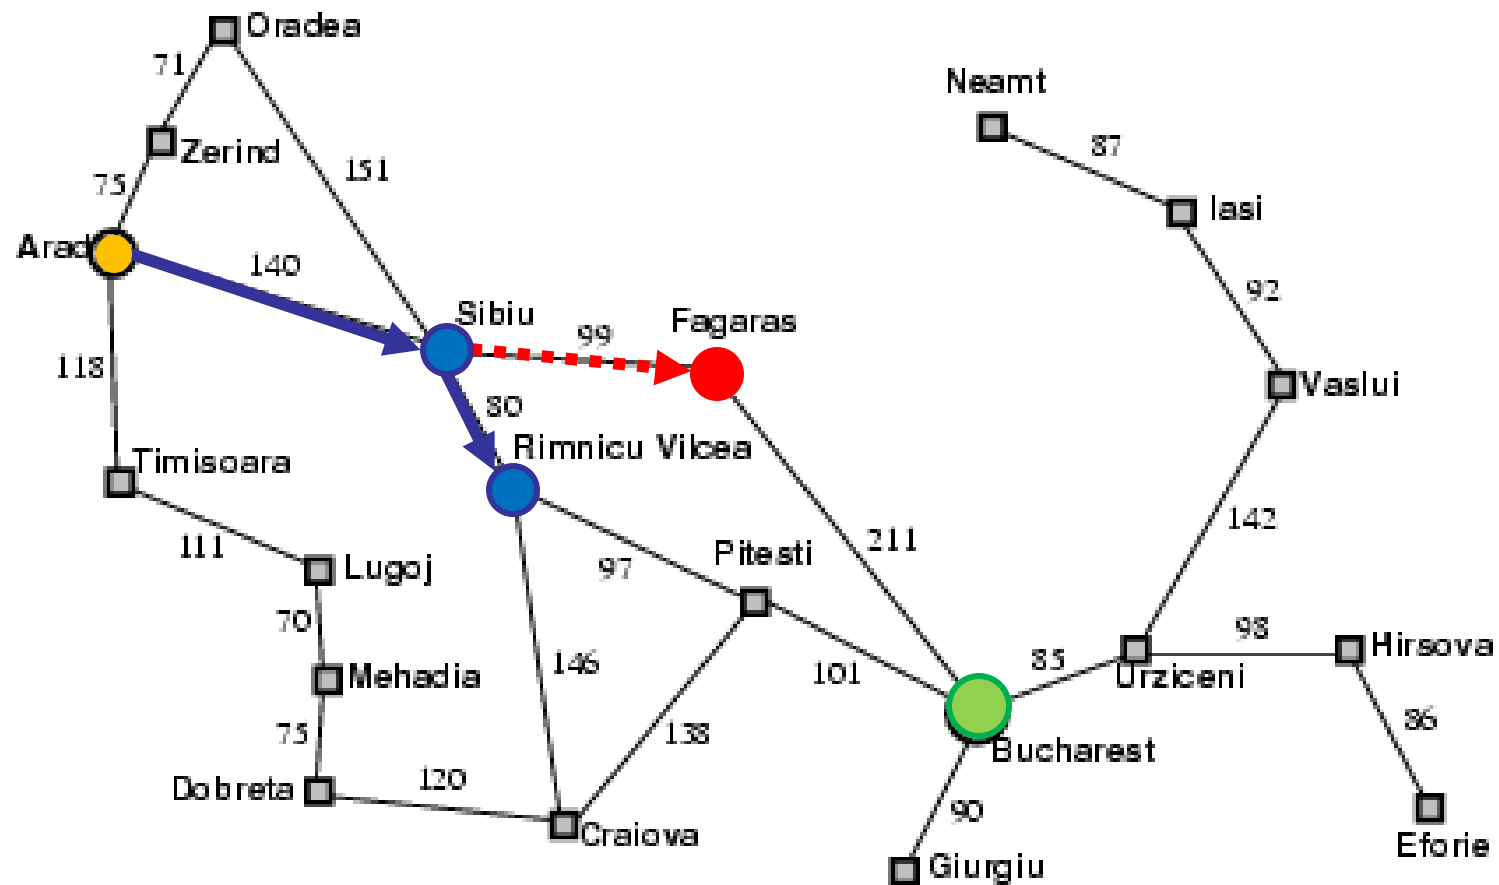 Oradea
71
Neamt
Zerind
87
151
75
Iasi
Arad
140
92
Sibiu
Fagaras
99
118
Vaslui
80
Rimnicu Vilcea
Timisoara
142
111
211
Pitesti
97
Lugoj
70
98
Hirsova
146
85
Mehadia
101
Urziceni
86
138
75
Bucharest
120
Dobreta
90
Craiova
Eforie
Giurgiu